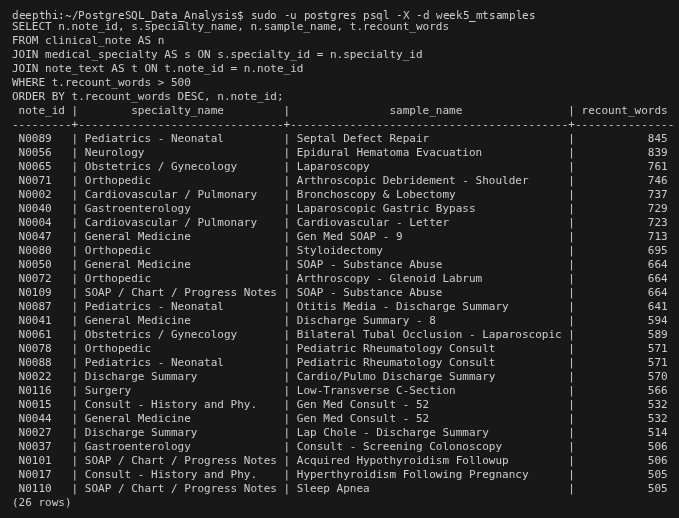 deepthi:~/PostgreSQL_Data_Analysis$ sudo -u postgres psql -X -d week5_mtsamples
SELECT n.note_id, s.specialty_name, n.sample_name, t.recount_words
FROM clinical_note AS n
JOIN medical_specialty AS s ON s.specialty_id = n.specialty_id
JOIN note_text AS t ON t.note_id = n.note_id
WHERE t.recount_words > 500
ORDER BY t.recount_words DESC, n.note_id;
 note_id |        specialty_name         |               sample_name                | recount_words
---------+-------------------------------+------------------------------------------+---------------
 N0089   | Pediatrics - Neonatal         | Septal Defect Repair                     |           845
 N0056   | Neurology                     | Epidural Hematoma Evacuation             |           839
 N0065   | Obstetrics / Gynecology       | Laparoscopy                              |           761
 N0071   | Orthopedic                    | Arthroscopic Debridement - Shoulder      |           746
 N0002   | Cardiovascular / Pulmonary    | Bronchoscopy & Lobectomy                 |           737
 N0040   | Gastroenterology              | Laparoscopic Gastric Bypass              |           729
 N0004   | Cardiovascular / Pulmonary    | Cardiovascular - Letter                  |           723
 N0047   | General Medicine              | Gen Med SOAP - 9                         |           713
 N0080   | Orthopedic                    | Styloidectomy                            |           695
 N0050   | General Medicine              | SOAP - Substance Abuse                   |           664
 N0072   | Orthopedic                    | Arthroscopy - Glenoid Labrum             |           664
 N0109   | SOAP / Chart / Progress Notes | SOAP - Substance Abuse                   |           664
 N0087   | Pediatrics - Neonatal         | Otitis Media - Discharge Summary         |           641
 N0041   | General Medicine              | Discharge Summary - 8                    |           594
 N0061   | Obstetrics / Gynecology       | Bilateral Tubal Occlusion - Laparoscopic |           589
 N0078   | Orthopedic                    | Pediatric Rheumatology Consult           |           571
 N0088   | Pediatrics - Neonatal         | Pediatric Rheumatology Consult           |           571
 N0022   | Discharge Summary             | Cardio/Pulmo Discharge Summary           |           570
 N0116   | Surgery                       | Low-Transverse C-Section                 |           566
 N0015   | Consult - History and Phy.    | Gen Med Consult - 52                     |           532
 N0044   | General Medicine              | Gen Med Consult - 52                     |           532
 N0027   | Discharge Summary             | Lap Chole - Discharge Summary            |           514
 N0037   | Gastroenterology              | Consult - Screening Colonoscopy          |           506
 N0101   | SOAP / Chart / Progress Notes | Acquired Hypothyroidism Followup         |           506
 N0017   | Consult - History and Phy.    | Hyperthyroidism Following Pregnancy      |           505
 N0110   | SOAP / Chart / Progress Notes | Sleep Apnea                              |           505
(26 rows)